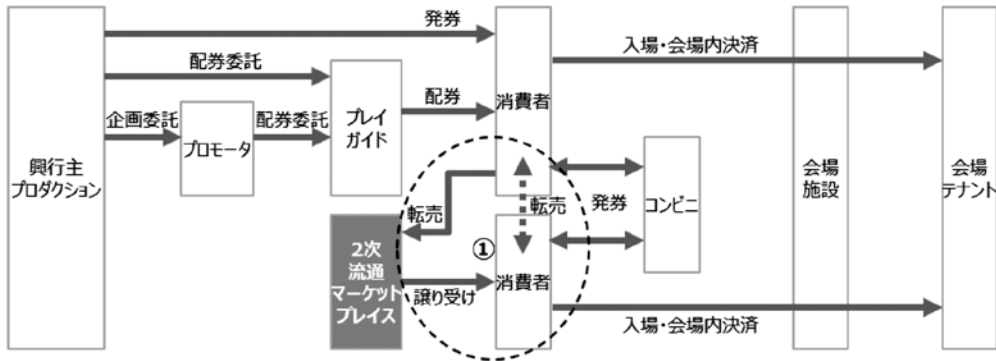 発券
配券委託
企画委託
配券委託
配券
入場・会場内決済
興行主
プロダクション
プロモータ
プレイ
ガイド
消費者
転売
転売
発券
コンビニ
会場
施設
会場
テナント
①
2次
流通
マーケット
プレイス
譲り受け
消費者
入場・会場内決済